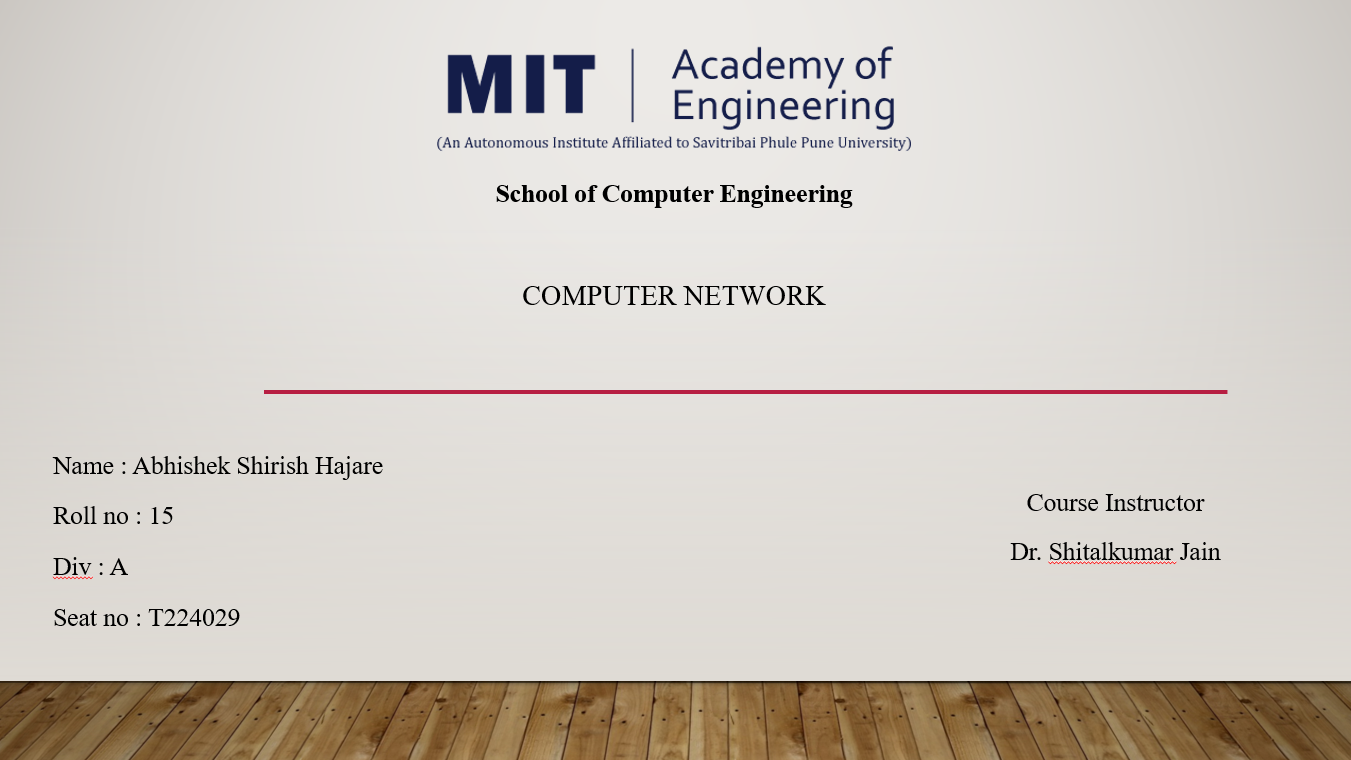 MIT
Academy of
Engineering
(An Autonomous Institute Affiliated to Savitribai Phule Pune University)
School of Computer Engineering
COMPUTER NETWORK
Name : Abhishek Shirish Hajare
Roll no : 15
Div : A
Seat no : T224029
Course Instructor
Dr. Shitalkumar Jain